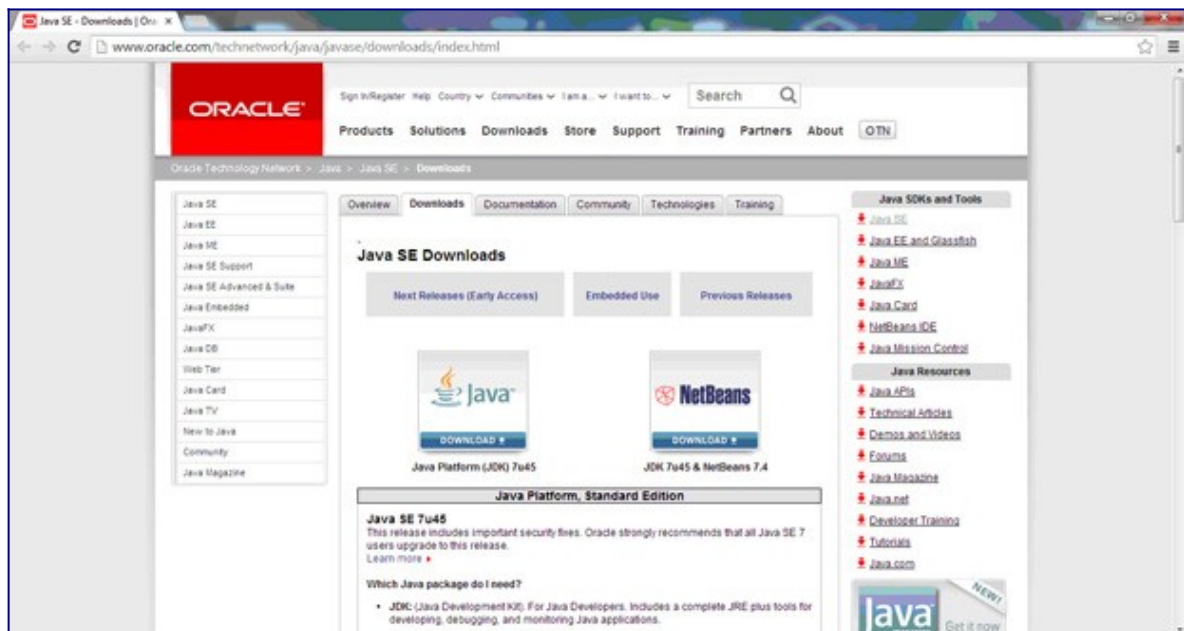 Java SE - Downloads | Ora
www.oracle.com/technetwork/java/javase/downloads/index.html
ORACLE
Sign In/Register Help Country Communities I am a... I want to... Search
Products Solutions Downloads Store Support Training Partners About OTN
Oracle Technology Network > Java > Java SE > Downloads
Java SE
Java EE
Java ME
Java SE Support
Java SE Advanced & Suite
Java Embedded
JavaFX
Java DB
Web Tier
Java Card
Java TV
New to Java
Community
Java Magazine
Overview Downloads Documentation Community Technologies Training
Java SE Downloads
Next Releases (Early Access) Embedded Use Previous Releases
Java NetBeans
DOWNLOAD DOWNLOAD
Java Platform (JDK) 7u45 JDK 7u45 & NetBeans 7.4
Java Platform, Standard Edition
Java SE 7u45
This release includes important security fixes. Oracle strongly recommends that all Java SE 7
users upgrade to this release.
Learn more
Which Java package do I need?
• JDK: (Java Development Kit). For Java Developers. Includes a complete JRE plus tools for
developing, debugging, and monitoring Java applications.
Java SDKs and Tools
Java SE
Java EE and Glassfish
Java ME
JavaFX
Java Card
NetBeans IDE
Java Mission Control
Java Resources
Java APIs
Technical Articles
Demos and Videos
Forums
Java Magazine
Java.net
Developer Training
Tutorials
Java.com
NEW!
Java
Get it now